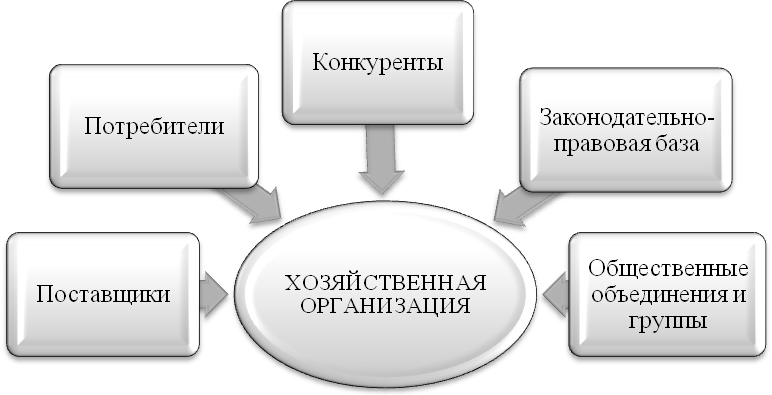 Конкуренты
Потребители
Законодательно-
правовая база
Поставщики
ХОЗЯЙСТВЕННАЯ
ОРГАНИЗАЦИЯ
Общественные
объединения и
группы